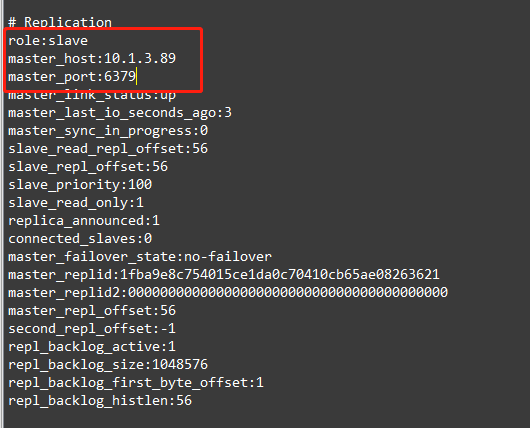 # Replication
role:slave
master_host:10.1.3.89
master_port:6379
master_link_status:up
master_last_io_seconds_ago:3
master_sync_in_progress:0
slave_read_repl_offset:56
slave_repl_offset:56
slave_priority:100
slave_read_only:1
replica_announced:1
connected_slaves:0
master_failover_state:no-failover
master_replid:1fba9e8c754015ce1da0c70410cb65ae08263621
master_replid2:0000000000000000000000000000000000000000
master_repl_offset:56
second_repl_offset:-1
repl_backlog_active:1
repl_backlog_size:1048576
repl_backlog_first_byte_offset:1
repl_backlog_histlen:56